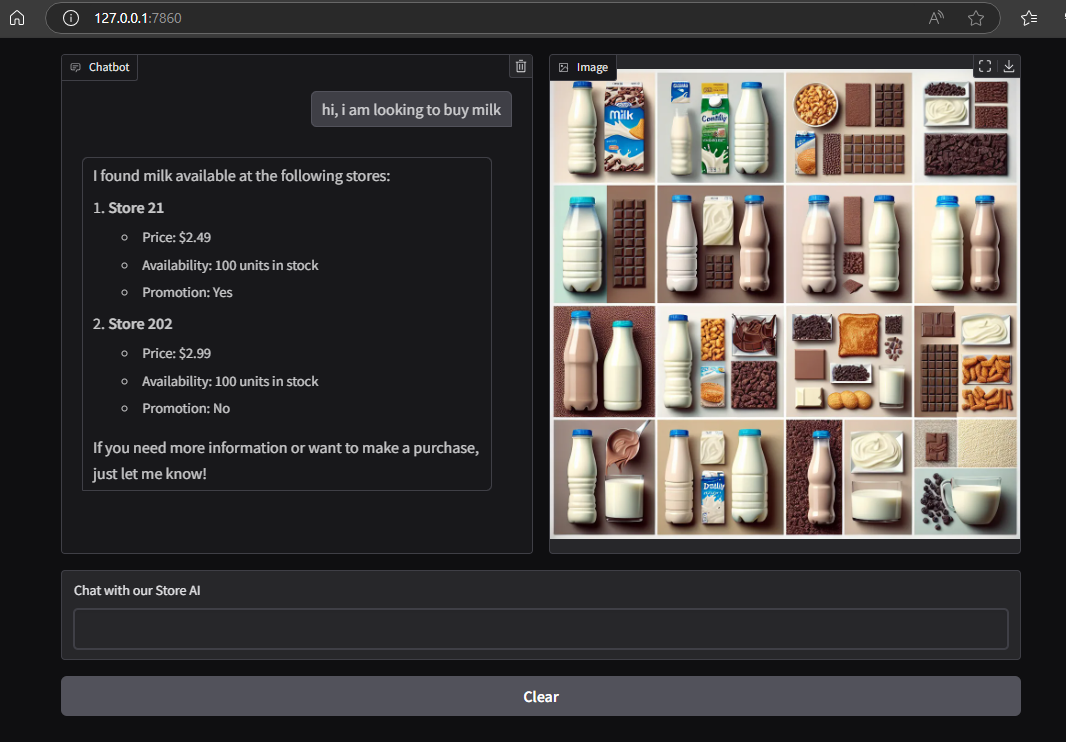 127.0.0.1:7860
Chatbot
Image
hi, i am looking to buy milk
I found milk available at the following stores:
1. Store 21
Price: $2.49
Availability: 100 units in stock
Promotion: Yes
2. Store 202
Price: $2.99
Availability: 100 units in stock
Promotion: No
If you need more information or want to make a purchase,
just let me know!
Milk
Chat with our Store AI
Clear